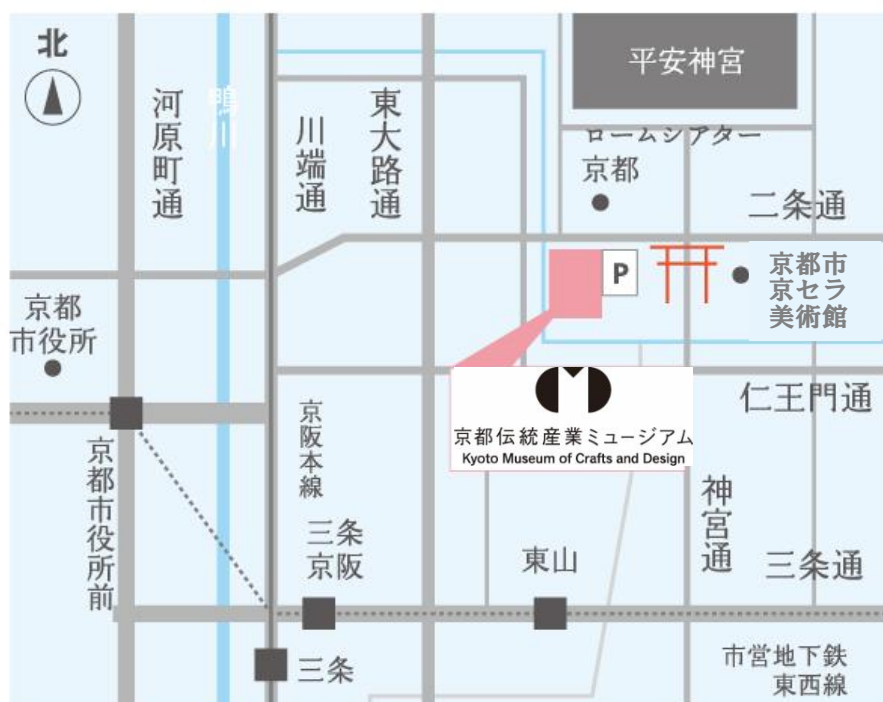 北
平安神宮
河原町通
鴨川
川端通
東大路通
ロームシアター
京都
二条通
P
京都市
京セラ
美術館
京都
市役所
京都伝統産業ミュージアム
Kyoto Museum of Crafts and Design
仁王門通
京阪本線
京都市役所前
三条
京阪
東山
神宮通
三条通
三条
市営地下鉄
東西線